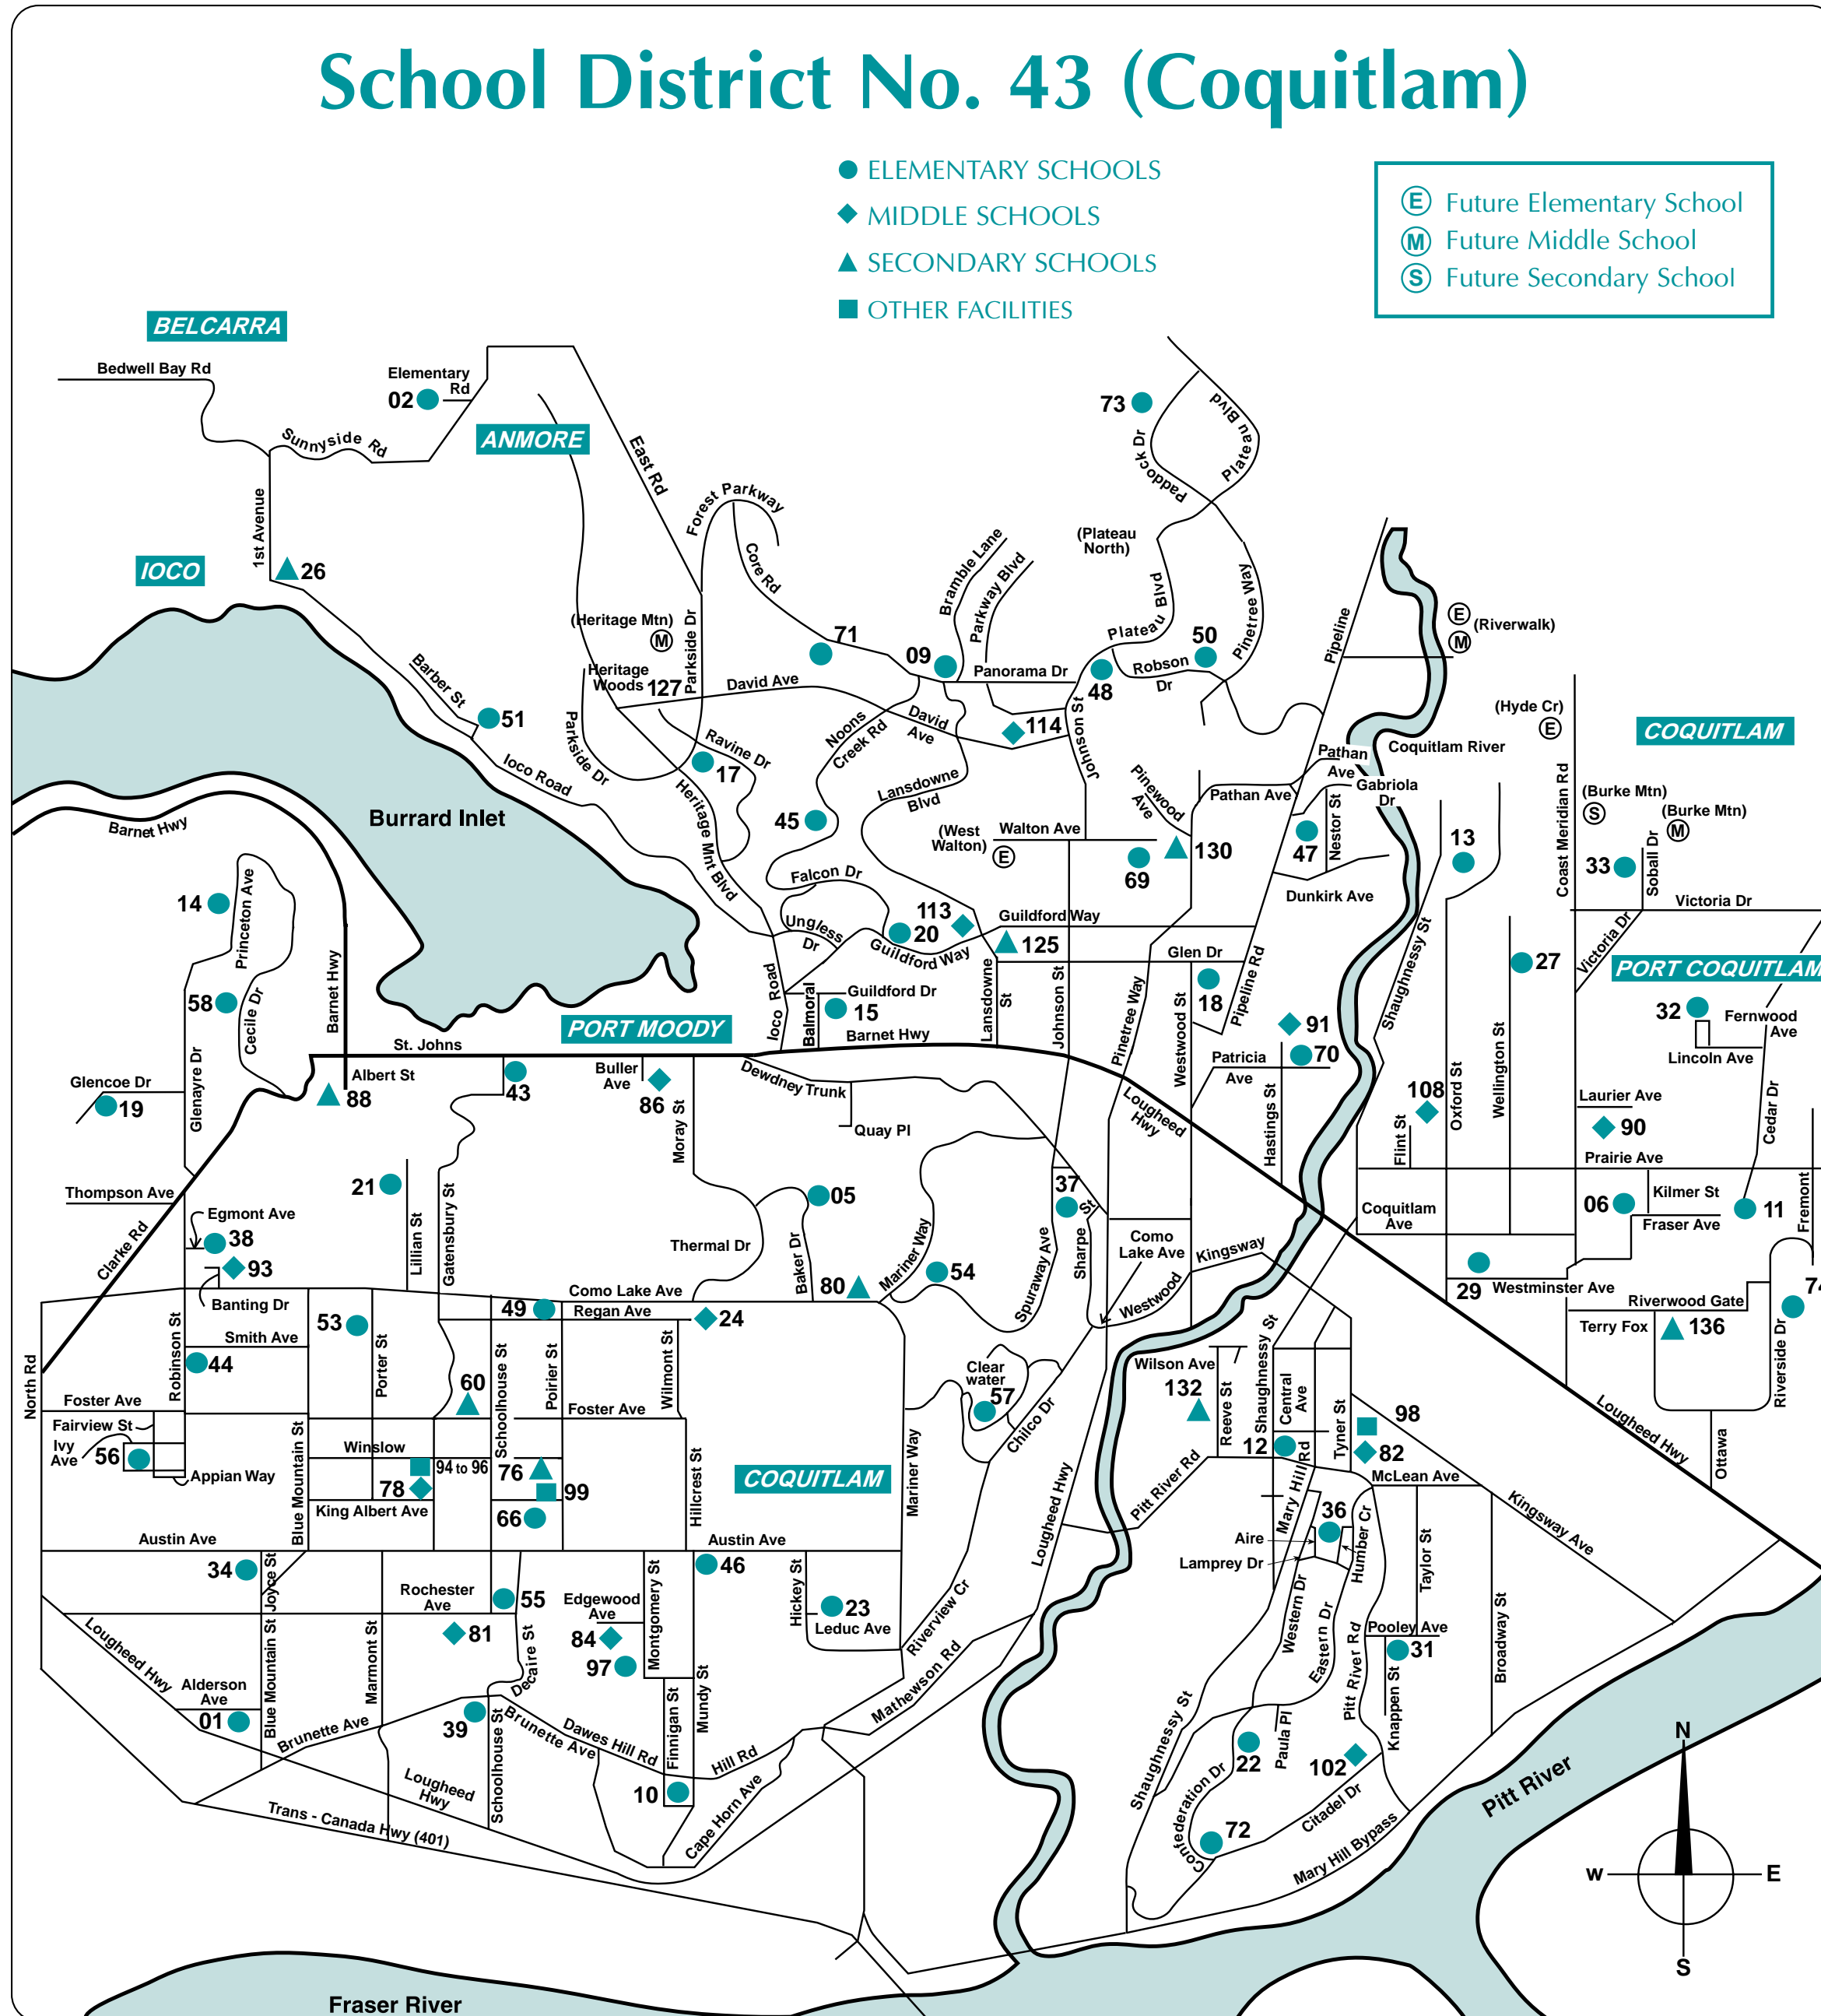 School District No. 43 (Coquitlam)
ELEMENTARY SCHOOLS
MIDDLE SCHOOLS
SECONDARY SCHOOLS
OTHER FACILITIES
E Future Elementary School
M Future Middle School
S Future Secondary School
BELCARRA
Bedwell Bay Rd
Elementary
Rd
02
ANMORE
Sunnyside Rd
East Rd
1st Avenue
IOCO
26
Forest Parkway
Core Rd
Bramble Lane
Parkway Blvd
(Plateau
North)
73
Paddock Dr
Plateau Blvd
Plateau Blvd
Pinetree Way
Pipeline
E
M
(Riverwalk)
(Heritage Mtn)
M
Heritage
Woods
127
Parkside Dr
Parkside Dr
71
09
Panorama Dr
48
50
Robson
Dr
David Ave
David
Ave
114
Johnson St
Barber St
51
Ioco Road
Ravine Dr
17
Noons
Creek Rd
Lansdowne
Blvd
45
Heritage Mnt Blvd
Pinewood
Ave
Pathan Ave
Pathan
Ave
Gabriola
Dr
Coquitlam River
(Hyde Cr)
E
COQUITLAM
Coast Meridian Rd
(Burke Mtn)
S
(Burke Mtn)
M
Burrard Inlet
Barnet Hwy
(West
Walton)
E
Walton Ave
69
130
47
Nestor St
13
33
Soball Dr
Dunkirk Ave
Victoria Dr
Victoria Dr
Falcon Dr
Ungless
Dr
20
113
Guildford Way
Guildford Way
125
Glen Dr
18
Pipeline Rd
Shaughnessy St
27
PORT COQUITLAM
14
Princeton Ave
58
Cecile Dr
Barnet Hwy
Glenayre Dr
PORT MOODY
Ioco Road
Balmoral
Guildford Dr
15
Barnet Hwy
Lansdowne
St
Johnson St
Pinetree Way
Westwood St
91
70
Patricia
Ave
Hastings St
32
Fernwood
Ave
Lincoln Ave
Cedar Dr
St. Johns
Albert St
88
43
Buller
Ave
86
Moray St
Dewdney Trunk
Quay Pl
Lougheed
Hwy
108
Flint St
Oxford St
Wellington St
Laurier Ave
90
Prairie Ave
Glencoe Dr
19
Thompson Ave
Clarke Rd
Egmont Ave
38
93
Banting Dr
21
Lillian St
Gatensbury St
Thermal Dr
05
Baker Dr
80
Mariner Way
54
37
Spuraway Ave
Sharpe St
Como
Lake Ave
Westwood
Kingsway
Coquitlam
Ave
06
Kilmer St
Fraser Ave
11
Fremont
29
Westminster Ave
Riverwood Gate
Terry Fox
136
Riverside Dr
74
Como Lake Ave
49
Regan Ave
24
53
Smith Ave
Robinson St
44
Porter St
60
Schoolhouse St
Poirier St
Wilmont St
North Rd
Foster Ave
Foster Ave
Fairview St
Ivy
Ave
56
Appian Way
Blue Mountain St
Winslow
94 to 96
78
King Albert Ave
76
99
66
Hillcrest St
COQUITLAM
Mariner Way
Clear
water
57
Chilco Dr
Lougheed Hwy
Wilson Ave
132
Reeve St
Shaughnessy St
Central
Ave
Tyner St
98
82
12
Mary Hill Rd
McLean Ave
Pitt River Rd
Lougheed Hwy
Ottawa
Kingsway Ave
Austin Ave
Austin Ave
34
Joyce St
Rochester
Ave
55
81
Edgewood
Ave
84
97
Montgomery St
46
Hickey St
23
Leduc Ave
Riverview Cr
Mathewson Rd
36
Aire
Lamprey Dr
Humber Cr
Western Dr
Eastern Dr
Pitt River Rd
Taylor St
Pooley Ave
31
Knappen St
Broadway St
Lougheed Hwy
Alderson
Ave
01
Blue Mountain St
Marmont St
Brunette Ave
39
Decaire St
Schoolhouse St
Brunette Ave
Dawes Hill Rd
Finnigan St
Mundy St
Hill Rd
10
Cape Horn Ave
Lougheed
Hwy
Trans - Canada Hwy (401)
Shaughnessy St
Confederation Dr
22
Paula Pl
102
Citadel Dr
72
Mary Hill Bypass
Pitt River
N
W
E
S
Fraser River